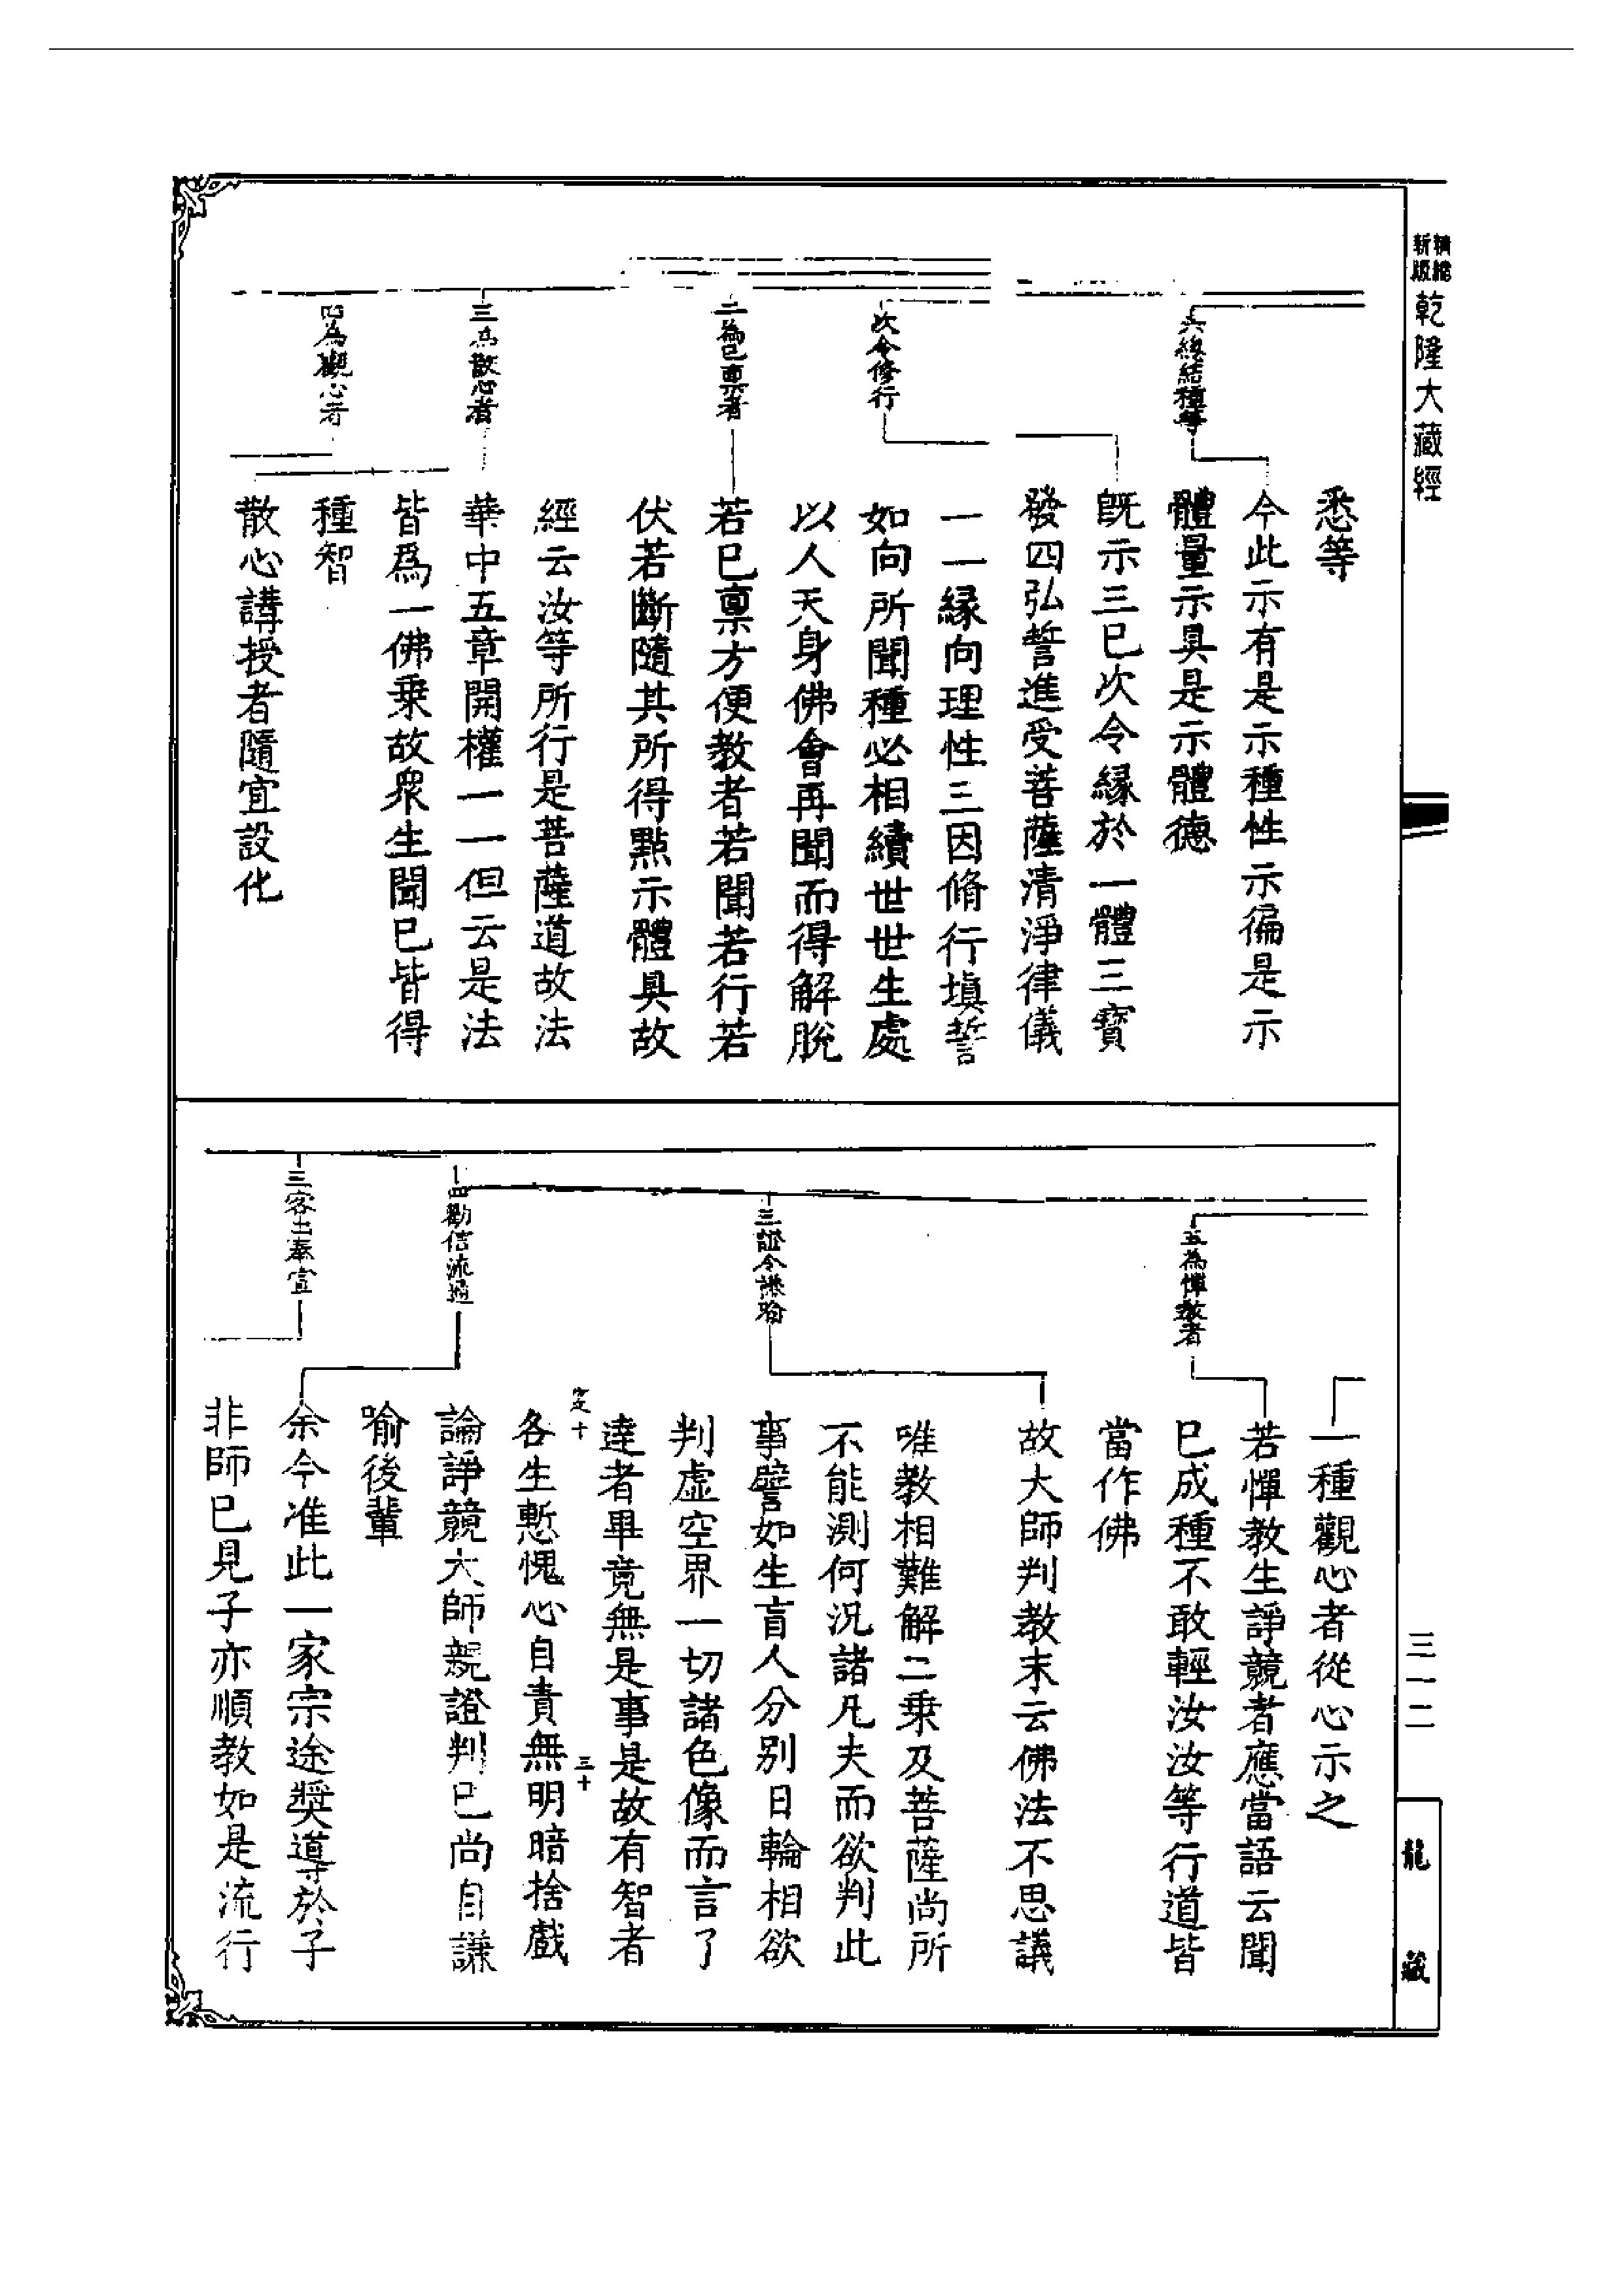 精縮
新版
乾隆大藏經
悉等
六總結種等
今此示有是示種性示徧是示
體量示具是示體德
既示三已次令緣於一體三寶
發四弘誓進受菩薩清淨律儀
次令修行
一一緣向理性三因脩行填誓
如向所聞種必相續世世生處
以人天身佛會再聞而得解脫
二為已稟者
若已稟方便教者若聞若行若
伏若斷隨其所得點示體具故
經云汝等所行是菩薩道故法
三為散心者
華中五章開權一一但云是法
皆爲一佛乗故衆生聞已皆得
種智
四為觀心者
散心講授者隨宜設化
一種觀心者從心示之
五為憚教者
若憚教生諍競者應當語云聞
已成種不敢輕汝汝等行道皆
當作佛
三證令謙喻
故大師判教末云佛法不思議
唯教相難解二乗及菩薩尚所
不能測何況諸凡夫而欲判此
事譬如生盲人分别日輪相欲
判虚空界一切諸色像而言了
達者畢竟無是事是故有智者
定十
三十
各生慙愧心自責無明暗捨戲
論諍競大師親證判已尚自謙
喻後輩
四勸信流通
余今准此一家宗途奬導於子
三客出奉宣
非師已見子亦順教如是流行
三一二
龍藏